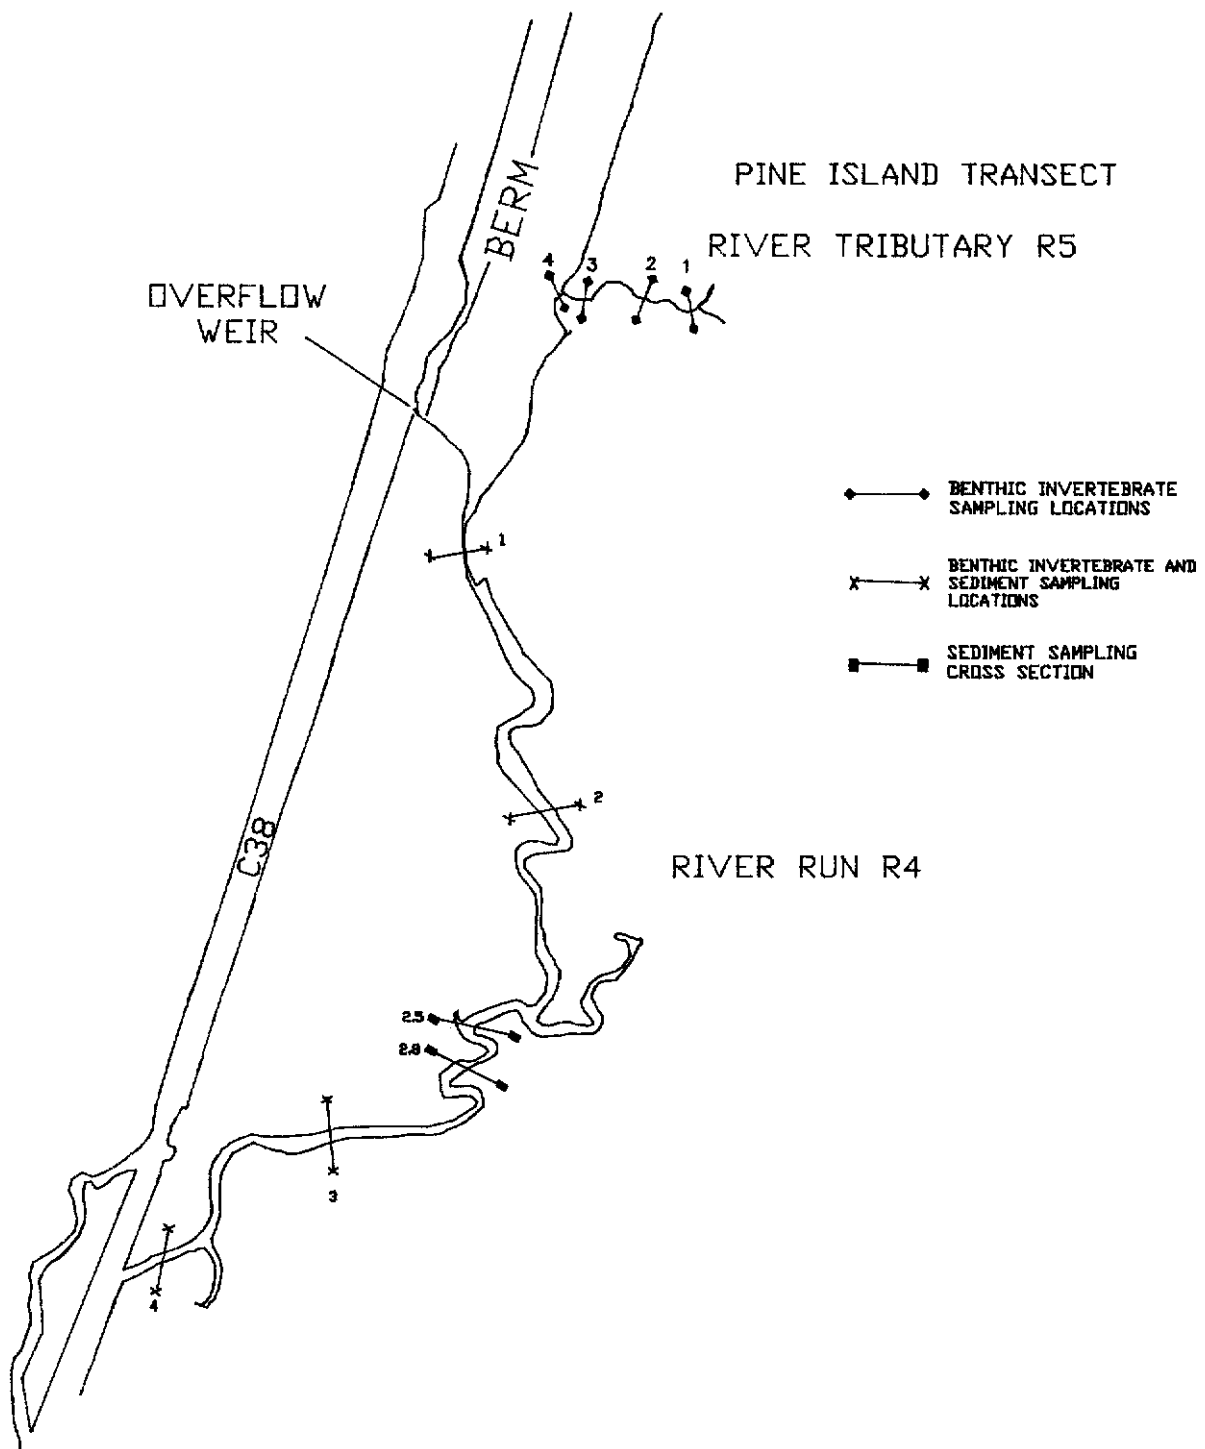 PINE ISLAND TRANSECT
BERM
RIVER TRIBUTARY R5
4
3
2
1
OVERFLOW
WEIR
BENTHIC INVERTEBRATE
SAMPLING LOCATIONS
1
BENTHIC INVERTEBRATE AND
SEDIMENT SAMPLING
LOCATIONS
SEDIMENT SAMPLING
CROSS SECTION
2
C38
RIVER RUN R4
2.5
2.8
3
4